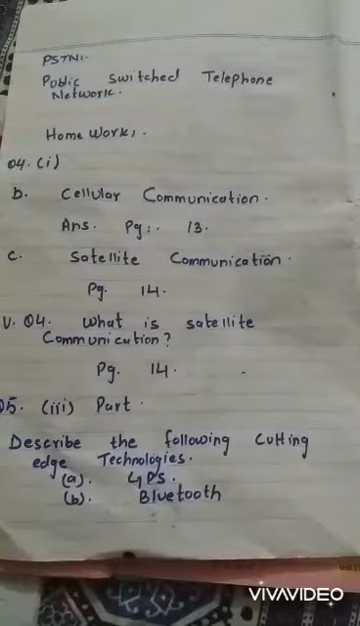 PSTN:-
Public switched Telephone
Network.
Home Work:.
Q4. (i)
b. Cellular Communication.
Ans. Pg:. 13.
c. Satellite Communication.
Pg. 14.
V. Q4. What is satellite
Communication?
Pg. 14.
Q5. (iii) Part.
Describe the following Cutting
edge Technologies.
(a). GPS.
(b). Bluetooth
VIVAVIDEO